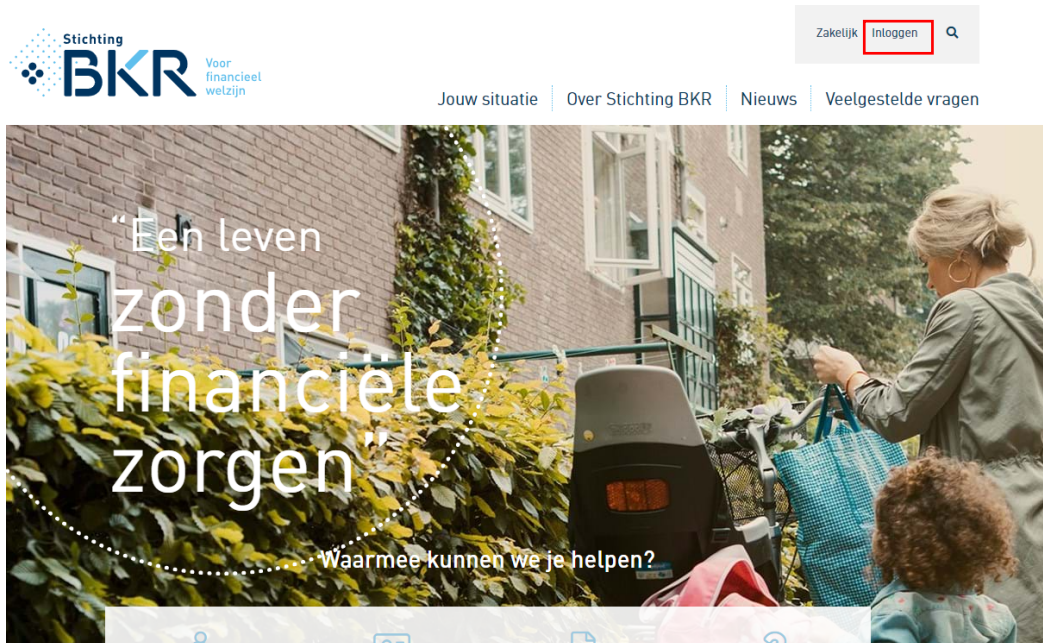 Stichting
BKR
Voor
financieel
welzijn
Zakelijk
Inloggen
Jouw situatie
Over Stichting BKR
Nieuws
Veelgestelde vragen
“Een leven
zonder
financiële
zorgen”
Waarmee kunnen we je helpen?